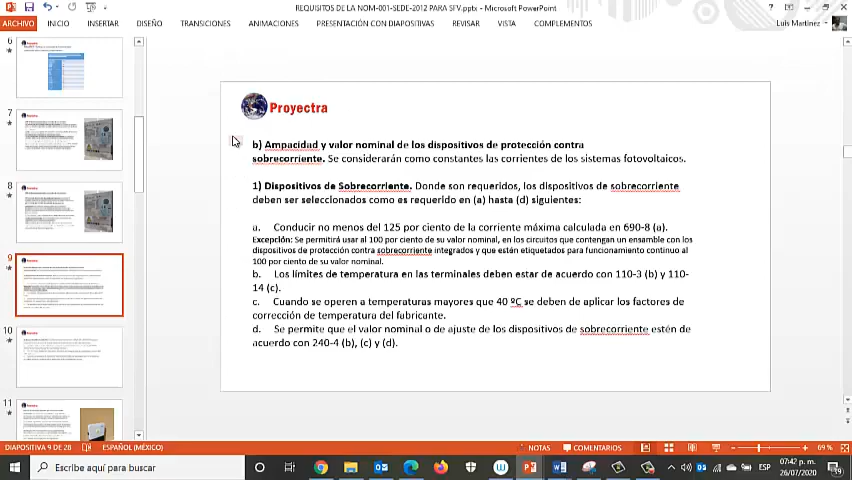 REQUISITOS DE LA NOM-001-SEDE-2012 PARA SFV.pptx - Microsoft PowerPoint
ARCHIVO INICIO INSERTAR DISEÑO TRANSICIONES ANIMACIONES PRESENTACIÓN CON DIAPOSITIVAS REVISAR VISTA COMPLEMENTOS Luis Martinez
6
7
8
9
10
11
Proyectra
b) Ampacidad y valor nominal de los dispositivos de protección contra
sobrecorriente. Se considerarán como constantes las corrientes de los sistemas fotovoltaicos.
1) Dispositivos de Sobrecorriente. Donde son requeridos, los dispositivos de sobrecorriente
deben ser seleccionados como es requerido en (a) hasta (d) siguientes:
a. Conducir no menos del 125 por ciento de la corriente máxima calculada en 690-8 (a).
Excepción: Se permitirá usar al 100 por ciento de su valor nominal, en los circuitos que contengan un ensamble con los
dispositivos de protección contra sobrecorriente integrados y que están etiquetados para funcionamiento continuo al
100 por ciento de su valor nominal.
b. Los límites de temperatura en las terminales deben estar de acuerdo con 110-3 (b) y 110-
14 (c).
c. Cuando se operen a temperaturas mayores que 40 ºC se deben de aplicar los factores de
corrección de temperatura del fabricante.
d. Se permite que el valor nominal o de ajuste de los dispositivos de sobrecorriente estén de
acuerdo con 240-4 (b), (c) y (d).
DIAPOSITIVA 9 DE 28 ESPAÑOL (MÉXICO) NOTAS COMENTARIOS 69 %
Escribe aquí para buscar
ESP
07:42 p. m.
26/07/2020